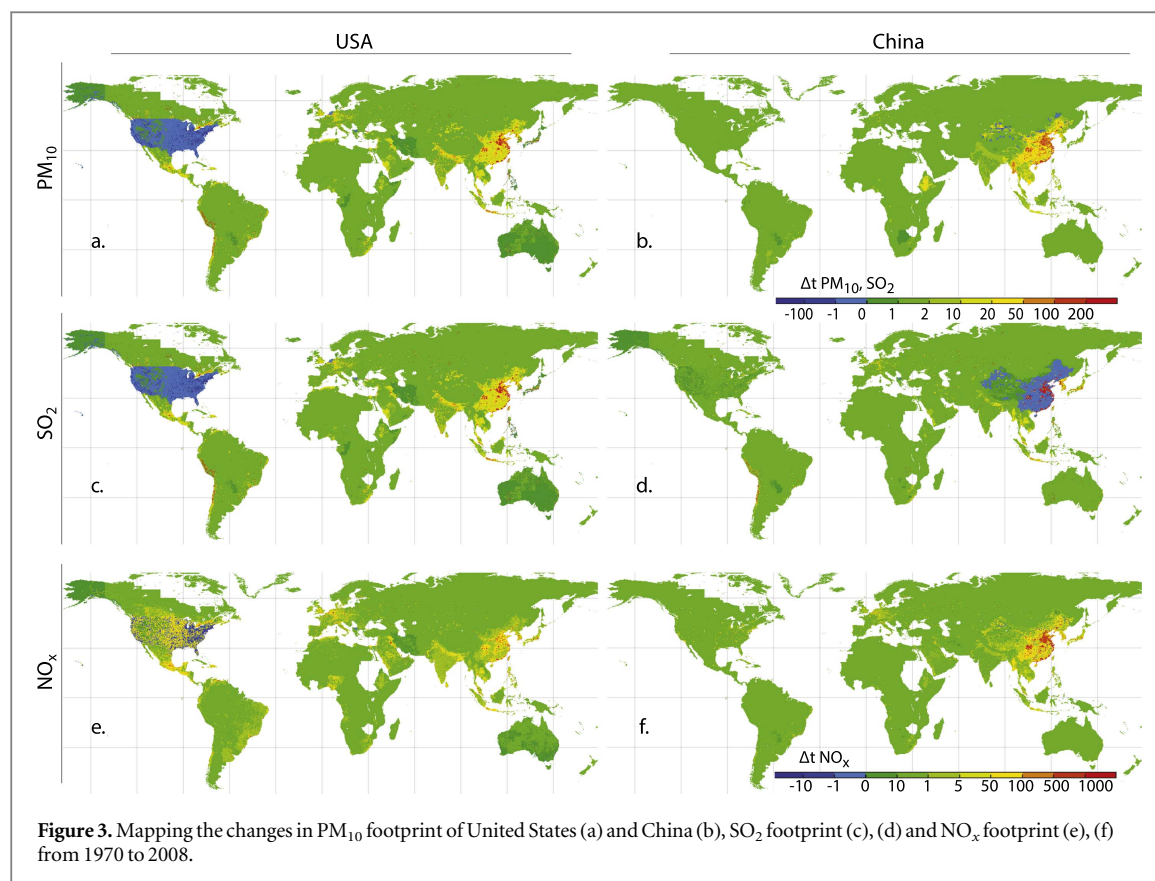 USA
China
PM₁₀
a.
b.
Δt PM₁₀, SO₂
-100 -1 0 1 2 10 20 50 100 200
SO₂
c.
d.
NOₓ
e.
f.
Δt NOₓ
-10 -1 0 10 1 5 50 100 500 1000
Figure 3. Mapping the changes in PM₁₀ footprint of United States (a) and China (b), SO₂ footprint (c), (d) and NOₓ footprint (e), (f)
from 1970 to 2008.